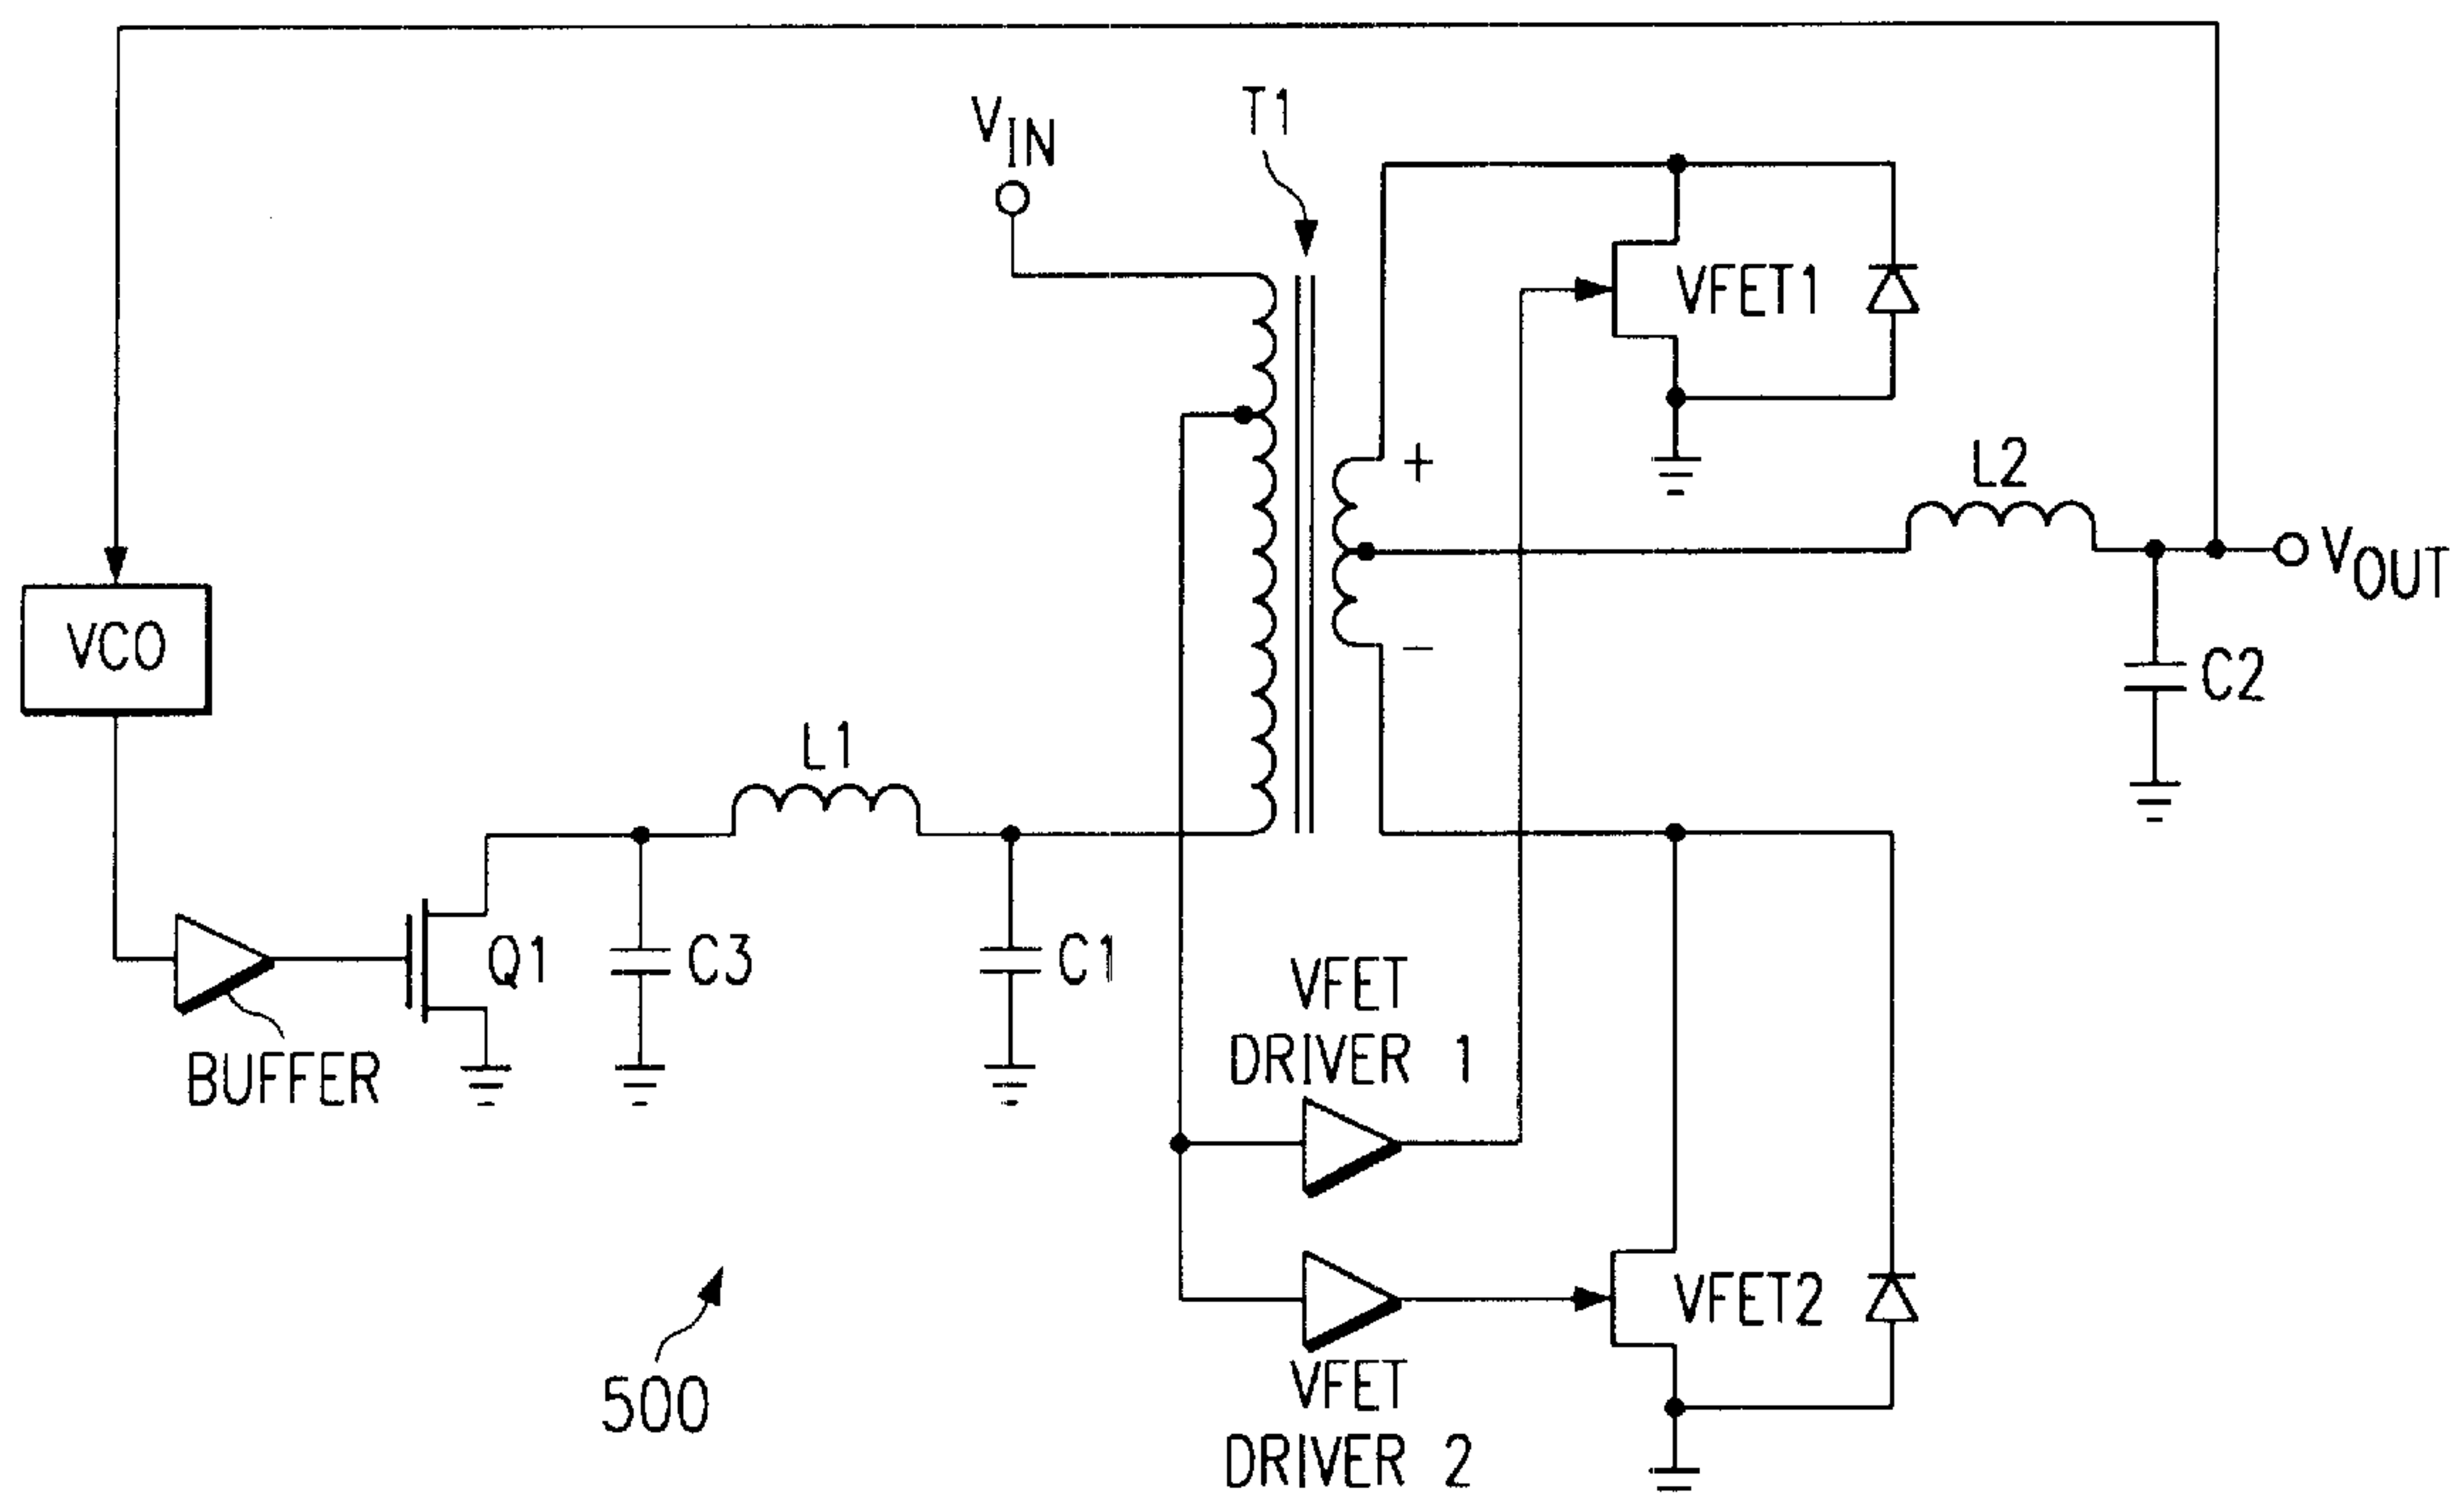 VIN
T1
VFET1
+
L2
VOUT
VCO
−
C2
L1
Q1
C3
C1
VFET
DRIVER 1
BUFFER
VFET2
500
VFET
DRIVER 2